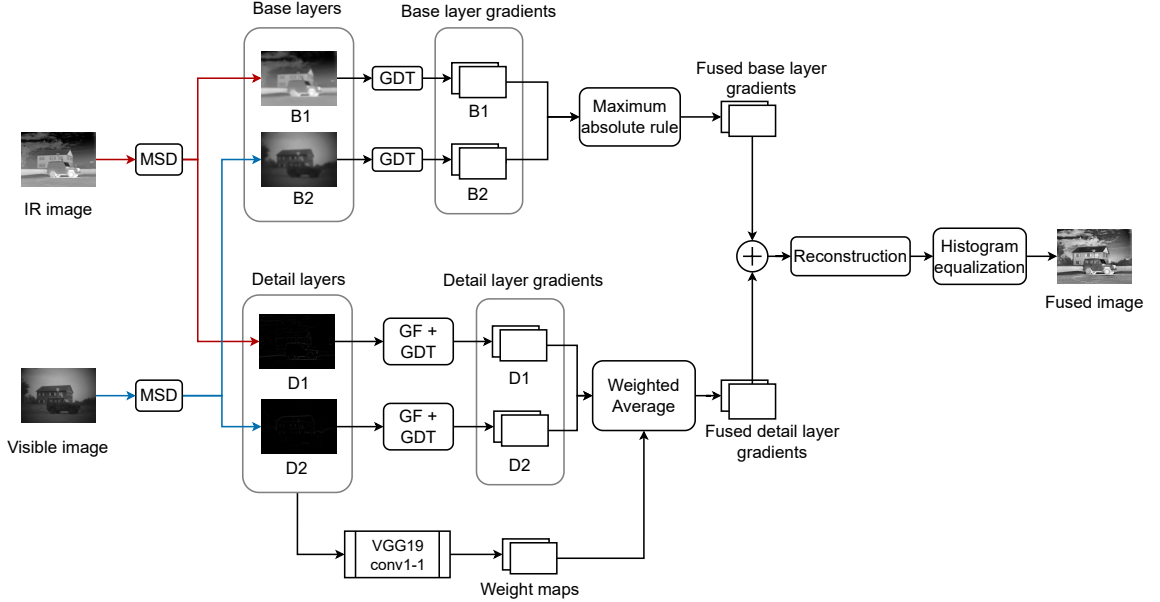 Base layers
Base layer gradients
B1
GDT
B1
B2
GDT
B2
Maximum
absolute rule
Fused base layer
gradients
IR image
MSD
Reconstruction
Histogram
equalization
Fused image
Detail layers
Detail layer gradients
D1
GF +
GDT
D1
D2
GF +
GDT
D2
Weighted
Average
Fused detail layer
gradients
Visible image
MSD
VGG19
conv1-1
Weight maps